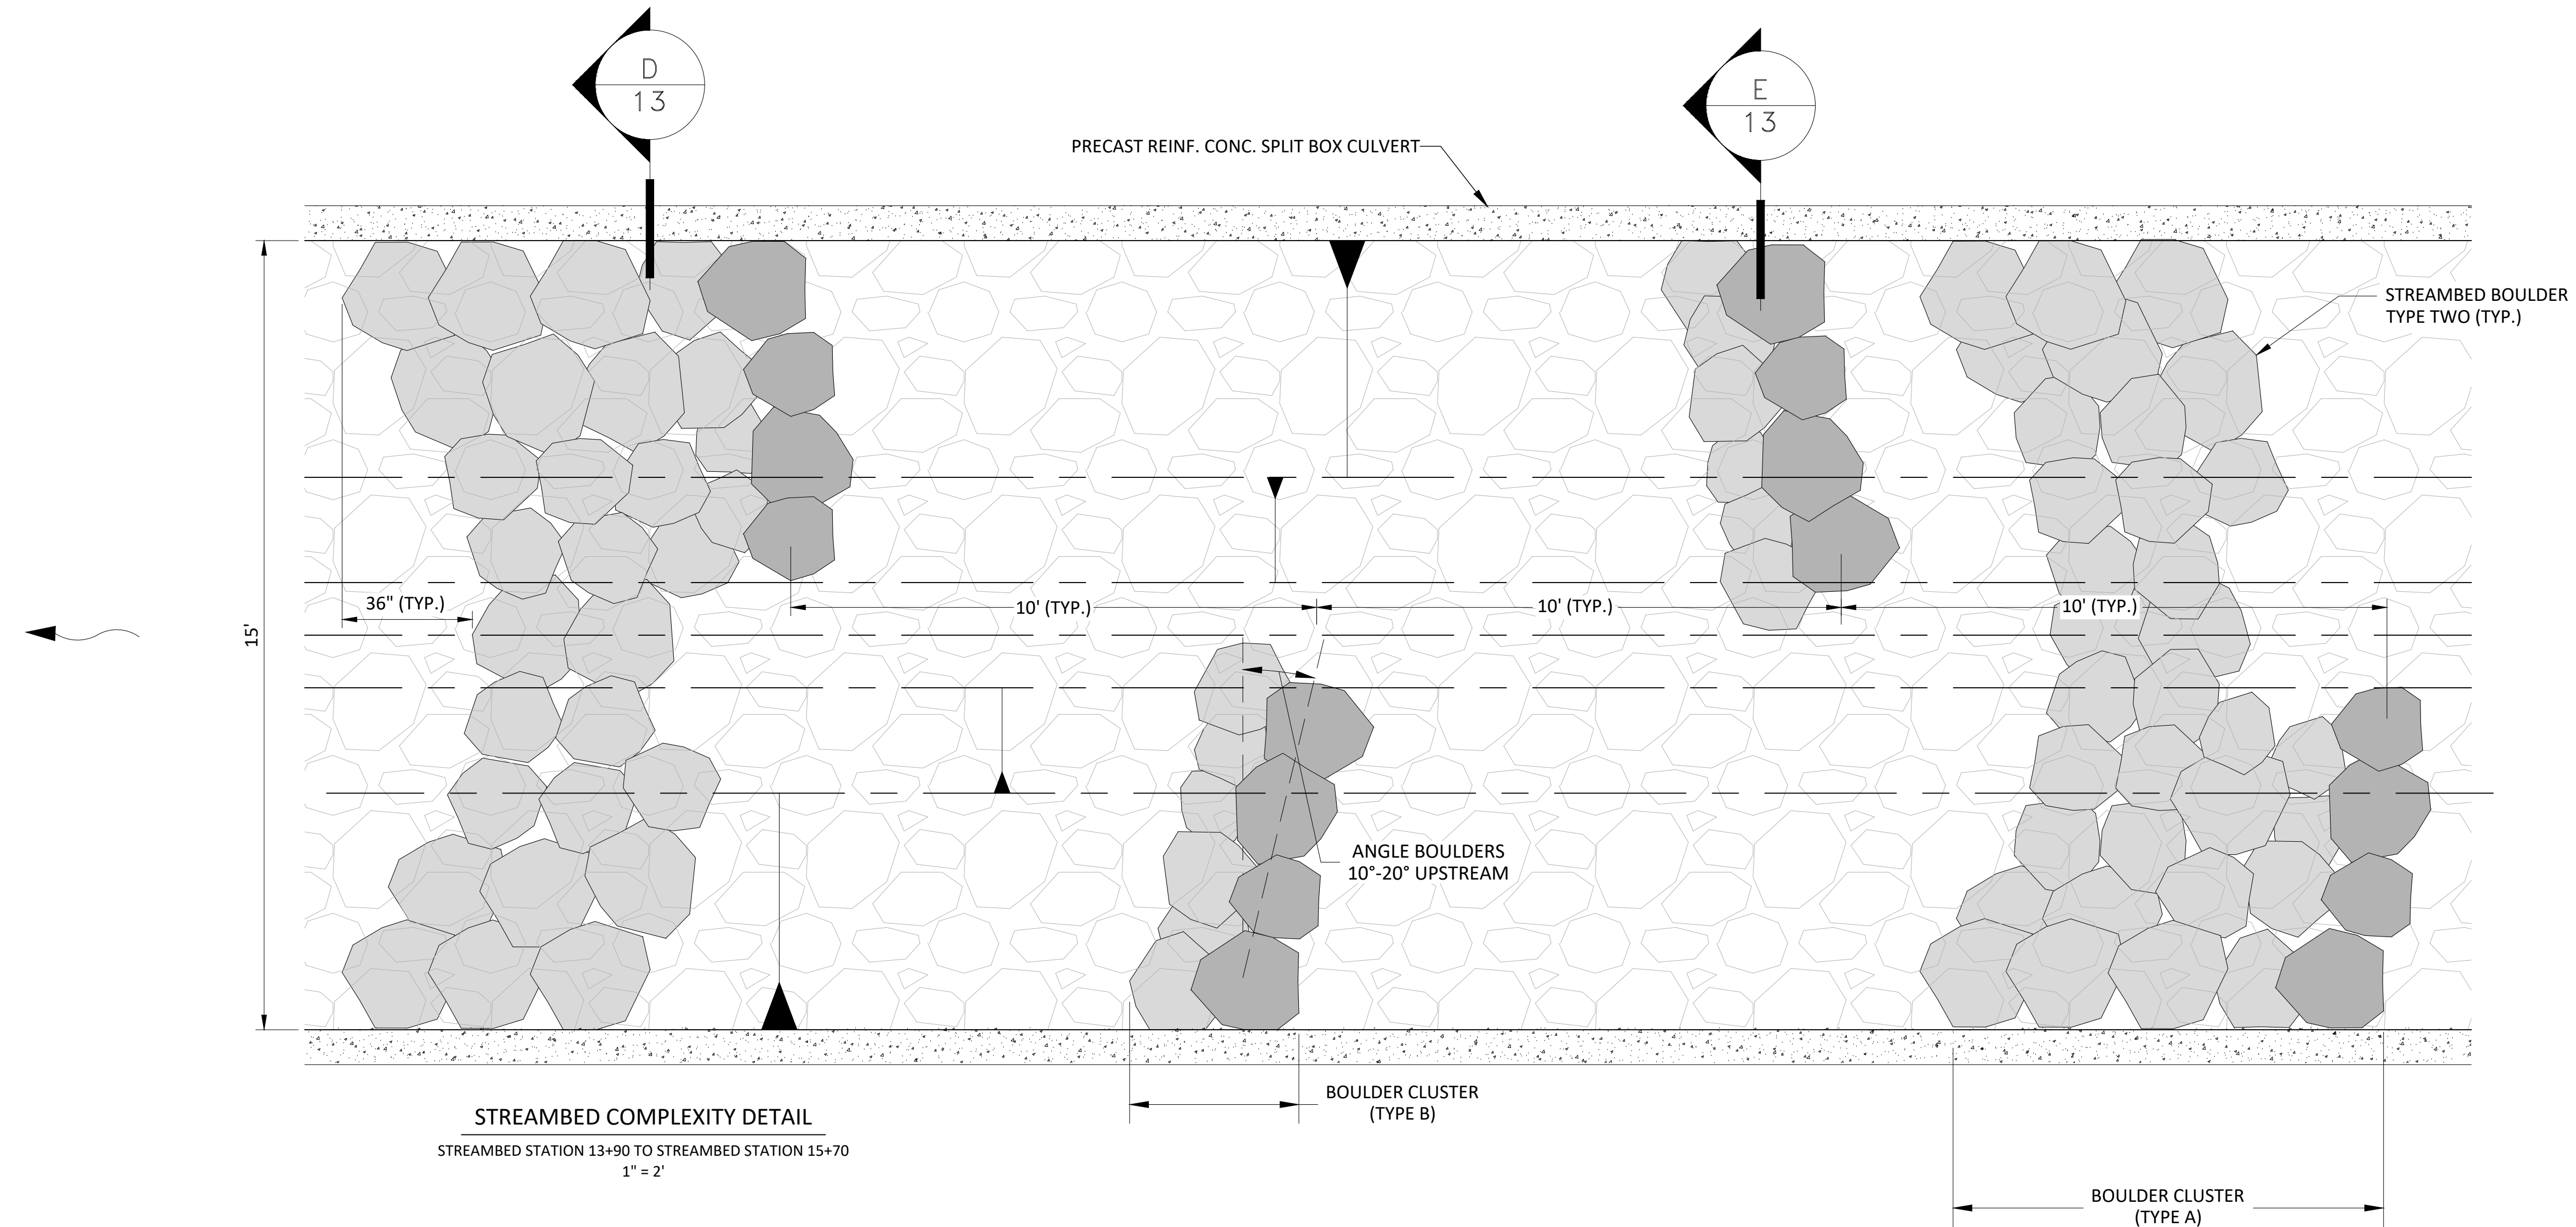 D
13
E
13
PRECAST REINF. CONC. SPLIT BOX CULVERT
STREAMBED BOULDER
TYPE TWO (TYP.)
36" (TYP.)
10' (TYP.)
10' (TYP.)
10' (TYP.)
15'
ANGLE BOULDERS
10°-20° UPSTREAM
BOULDER CLUSTER
(TYPE B)
STREAMBED COMPLEXITY DETAIL
STREAMBED STATION 13+90 TO STREAMBED STATION 15+70
1" = 2'
BOULDER CLUSTER
(TYPE A)